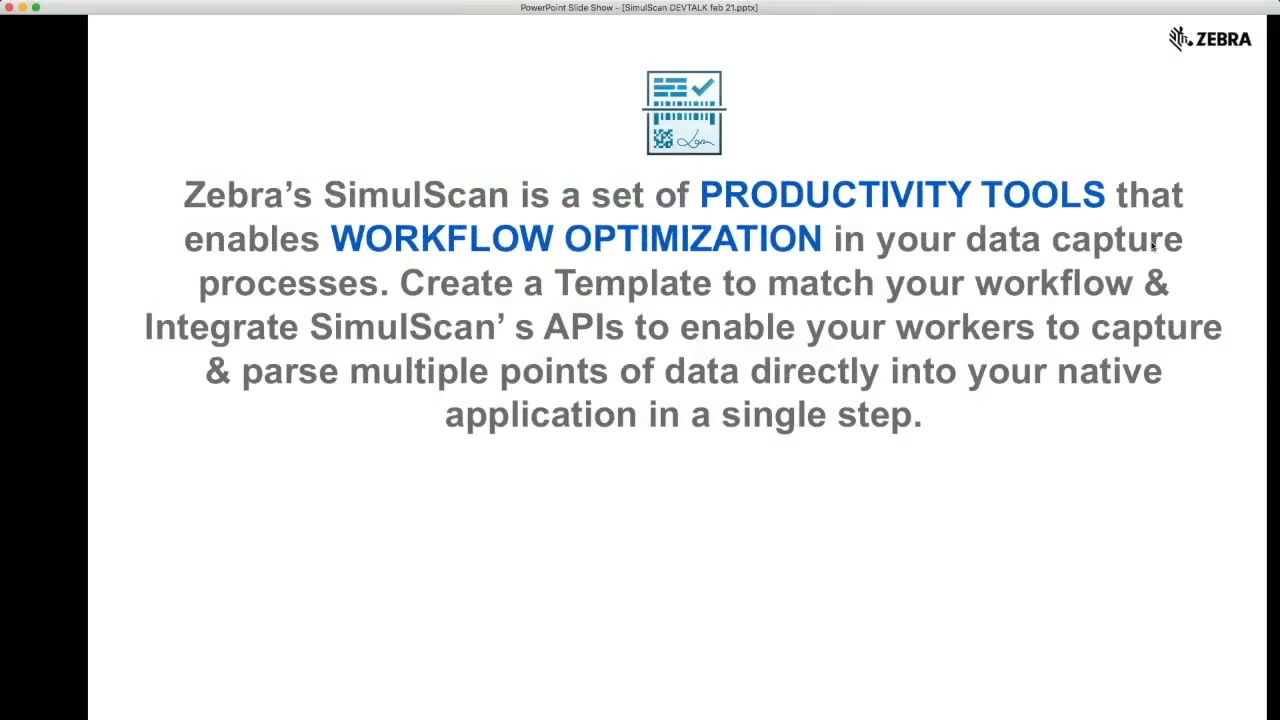 PowerPoint Slide Show - [SimulScan DEVTALK feb 21.pptx]
ZEBRA
Zebra’s SimulScan is a set of PRODUCTIVITY TOOLS that
enables WORKFLOW OPTIMIZATION in your data capture
processes. Create a Template to match your workflow &
Integrate SimulScan’ s APIs to enable your workers to capture
& parse multiple points of data directly into your native
application in a single step.